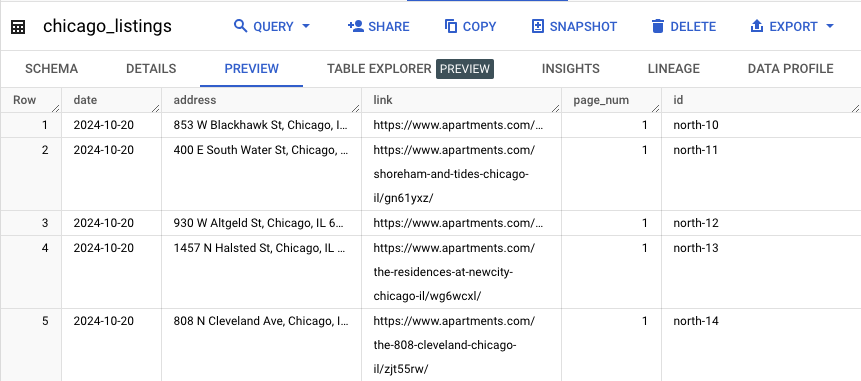 chicago_listings QUERY SHARE COPY SNAPSHOT DELETE EXPORT
SCHEMA DETAILS PREVIEW TABLE EXPLORER PREVIEW INSIGHTS LINEAGE DATA PROFILE
Row date address link page_num id
1 2024-10-20 853 W Blackhawk St, Chicago, I... https://www.apartments.com/... 1 north-10
2 2024-10-20 400 E South Water St, Chicago, ... https://www.apartments.com/ 1 north-11
shoreham-and-tides-chicago-
il/gn61yxz/
3 2024-10-20 930 W Altgeld St, Chicago, IL 6... https://www.apartments.com/... 1 north-12
4 2024-10-20 1457 N Halsted St, Chicago, IL ... https://www.apartments.com/ 1 north-13
the-residences-at-newcity-
chicago-il/wg6wcxl/
5 2024-10-20 808 N Cleveland Ave, Chicago, I... https://www.apartments.com/ 1 north-14
the-808-cleveland-chicago-
il/zjt55rw/